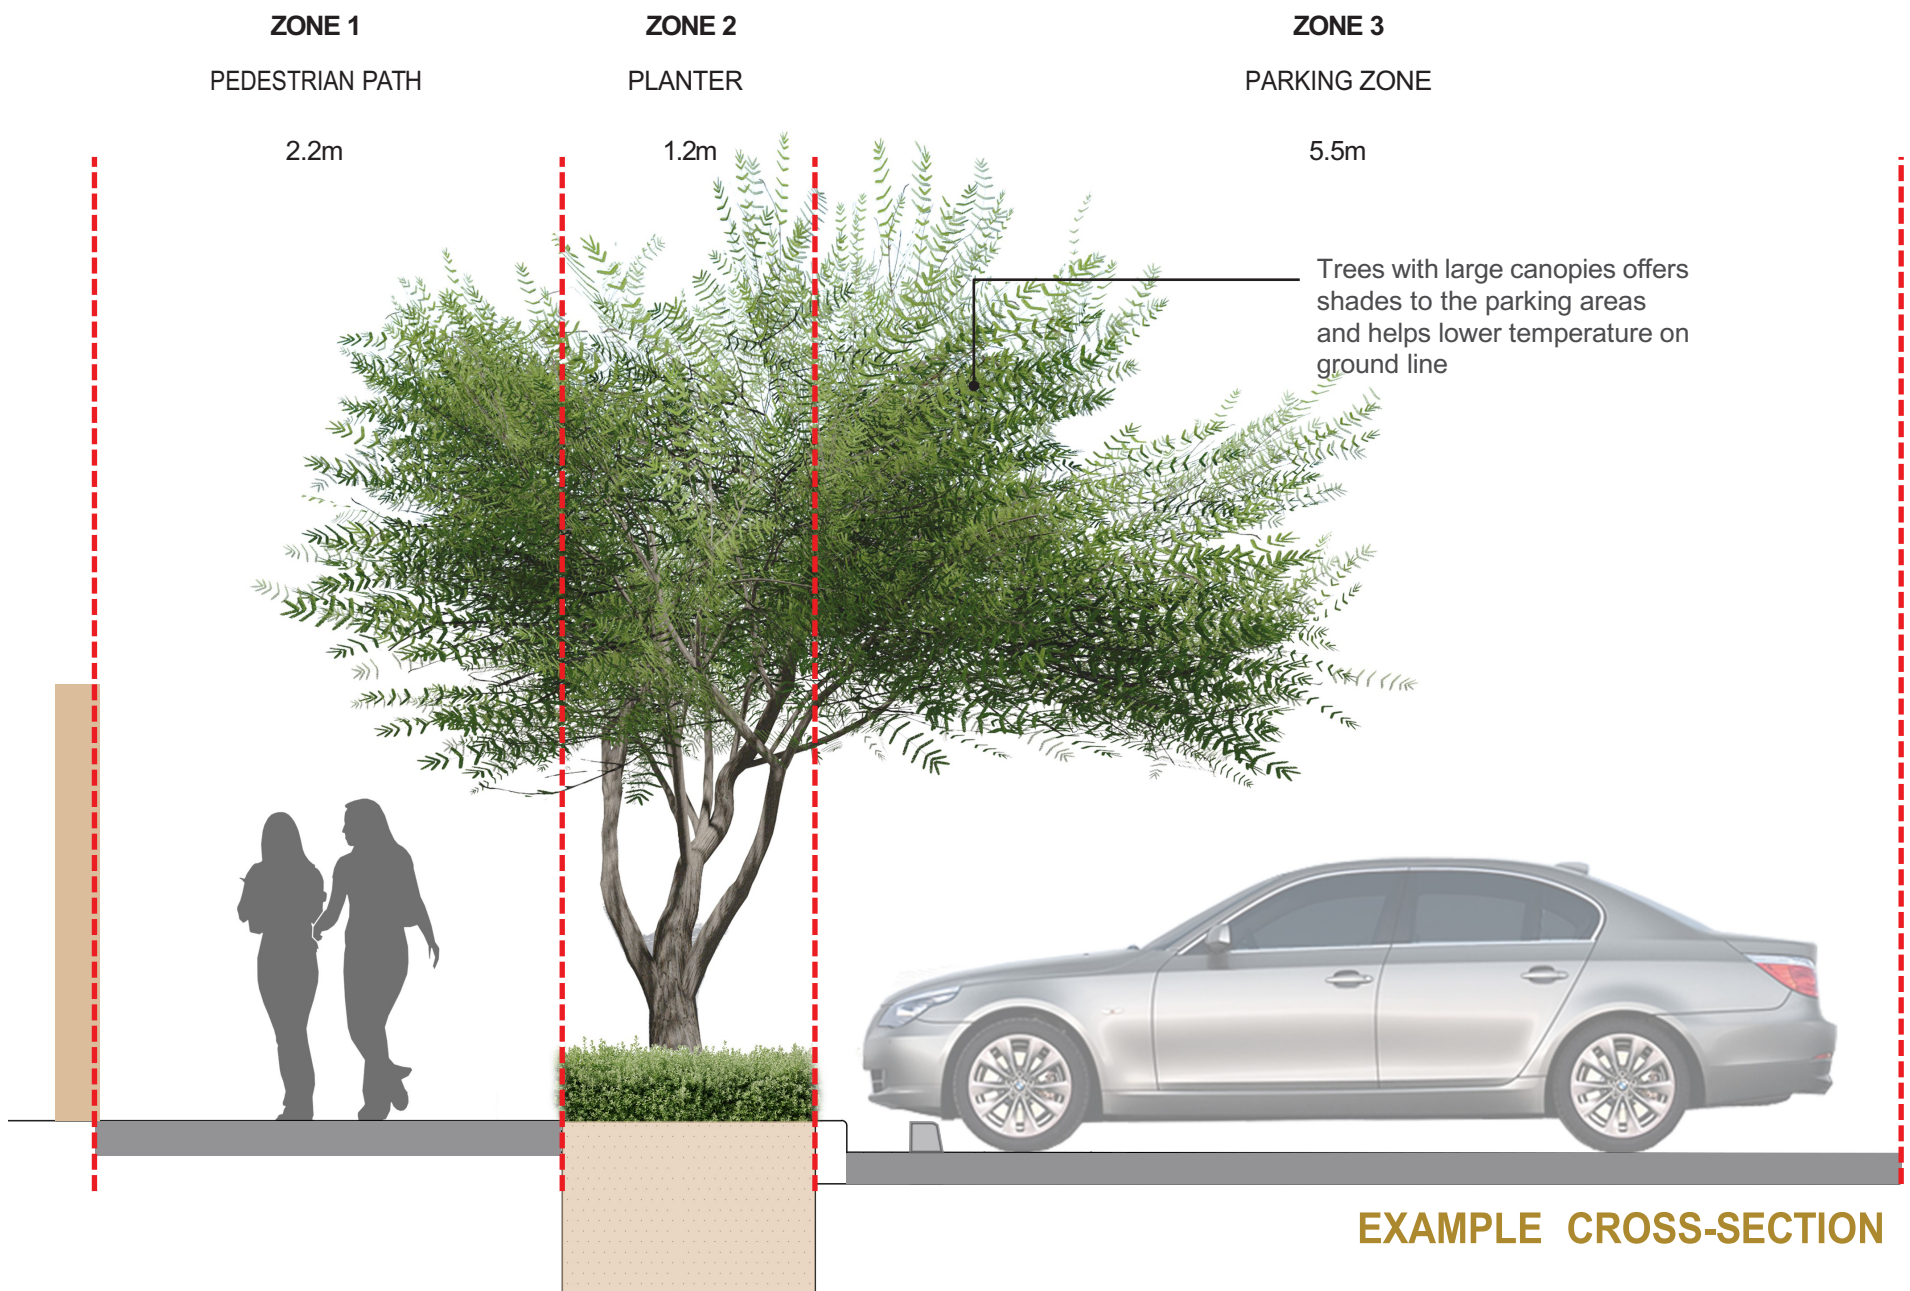 ZONE 1
PEDESTRIAN PATH
2.2m
ZONE 2
PLANTER
1.2m
ZONE 3
PARKING ZONE
5.5m
Trees with large canopies offers
shades to the parking areas
and helps lower temperature on
ground line
EXAMPLE CROSS-SECTION